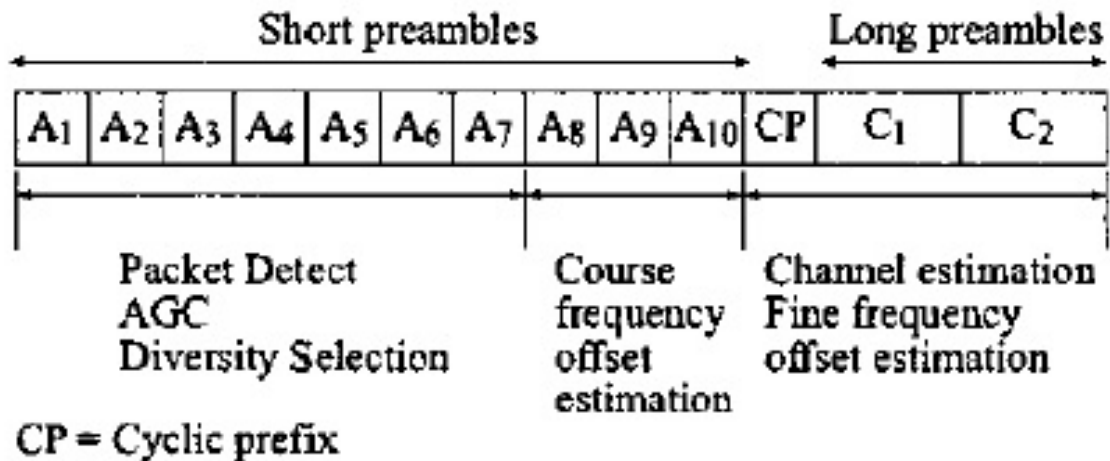 Short preambles Long preambles
A1 A2 A3 A4 A5 A6 A7 A8 A9 A10 CP C1 C2
Packet Detect
AGC
Diversity Selection
Course
frequency
offset
estimation
Channel estimation
Fine frequency
offset estimation
CP = Cyclic prefix